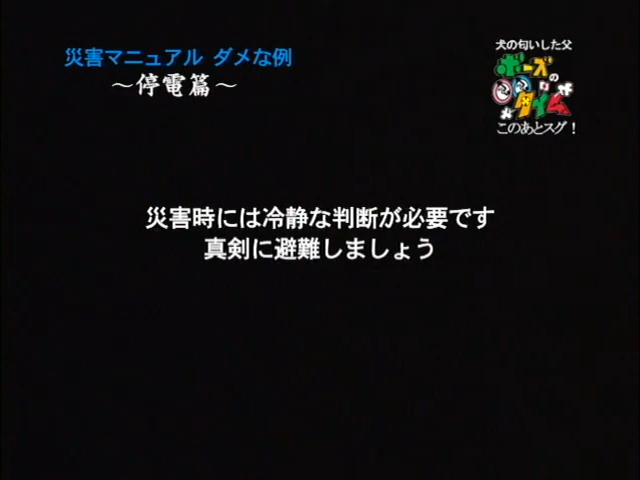 災害マニュアル ダメな例
〜停電篇〜
犬の匂いした父
ボーズの
タイム
このあとスグ！
災害時には冷静な判断が必要です
真剣に避難しましょう